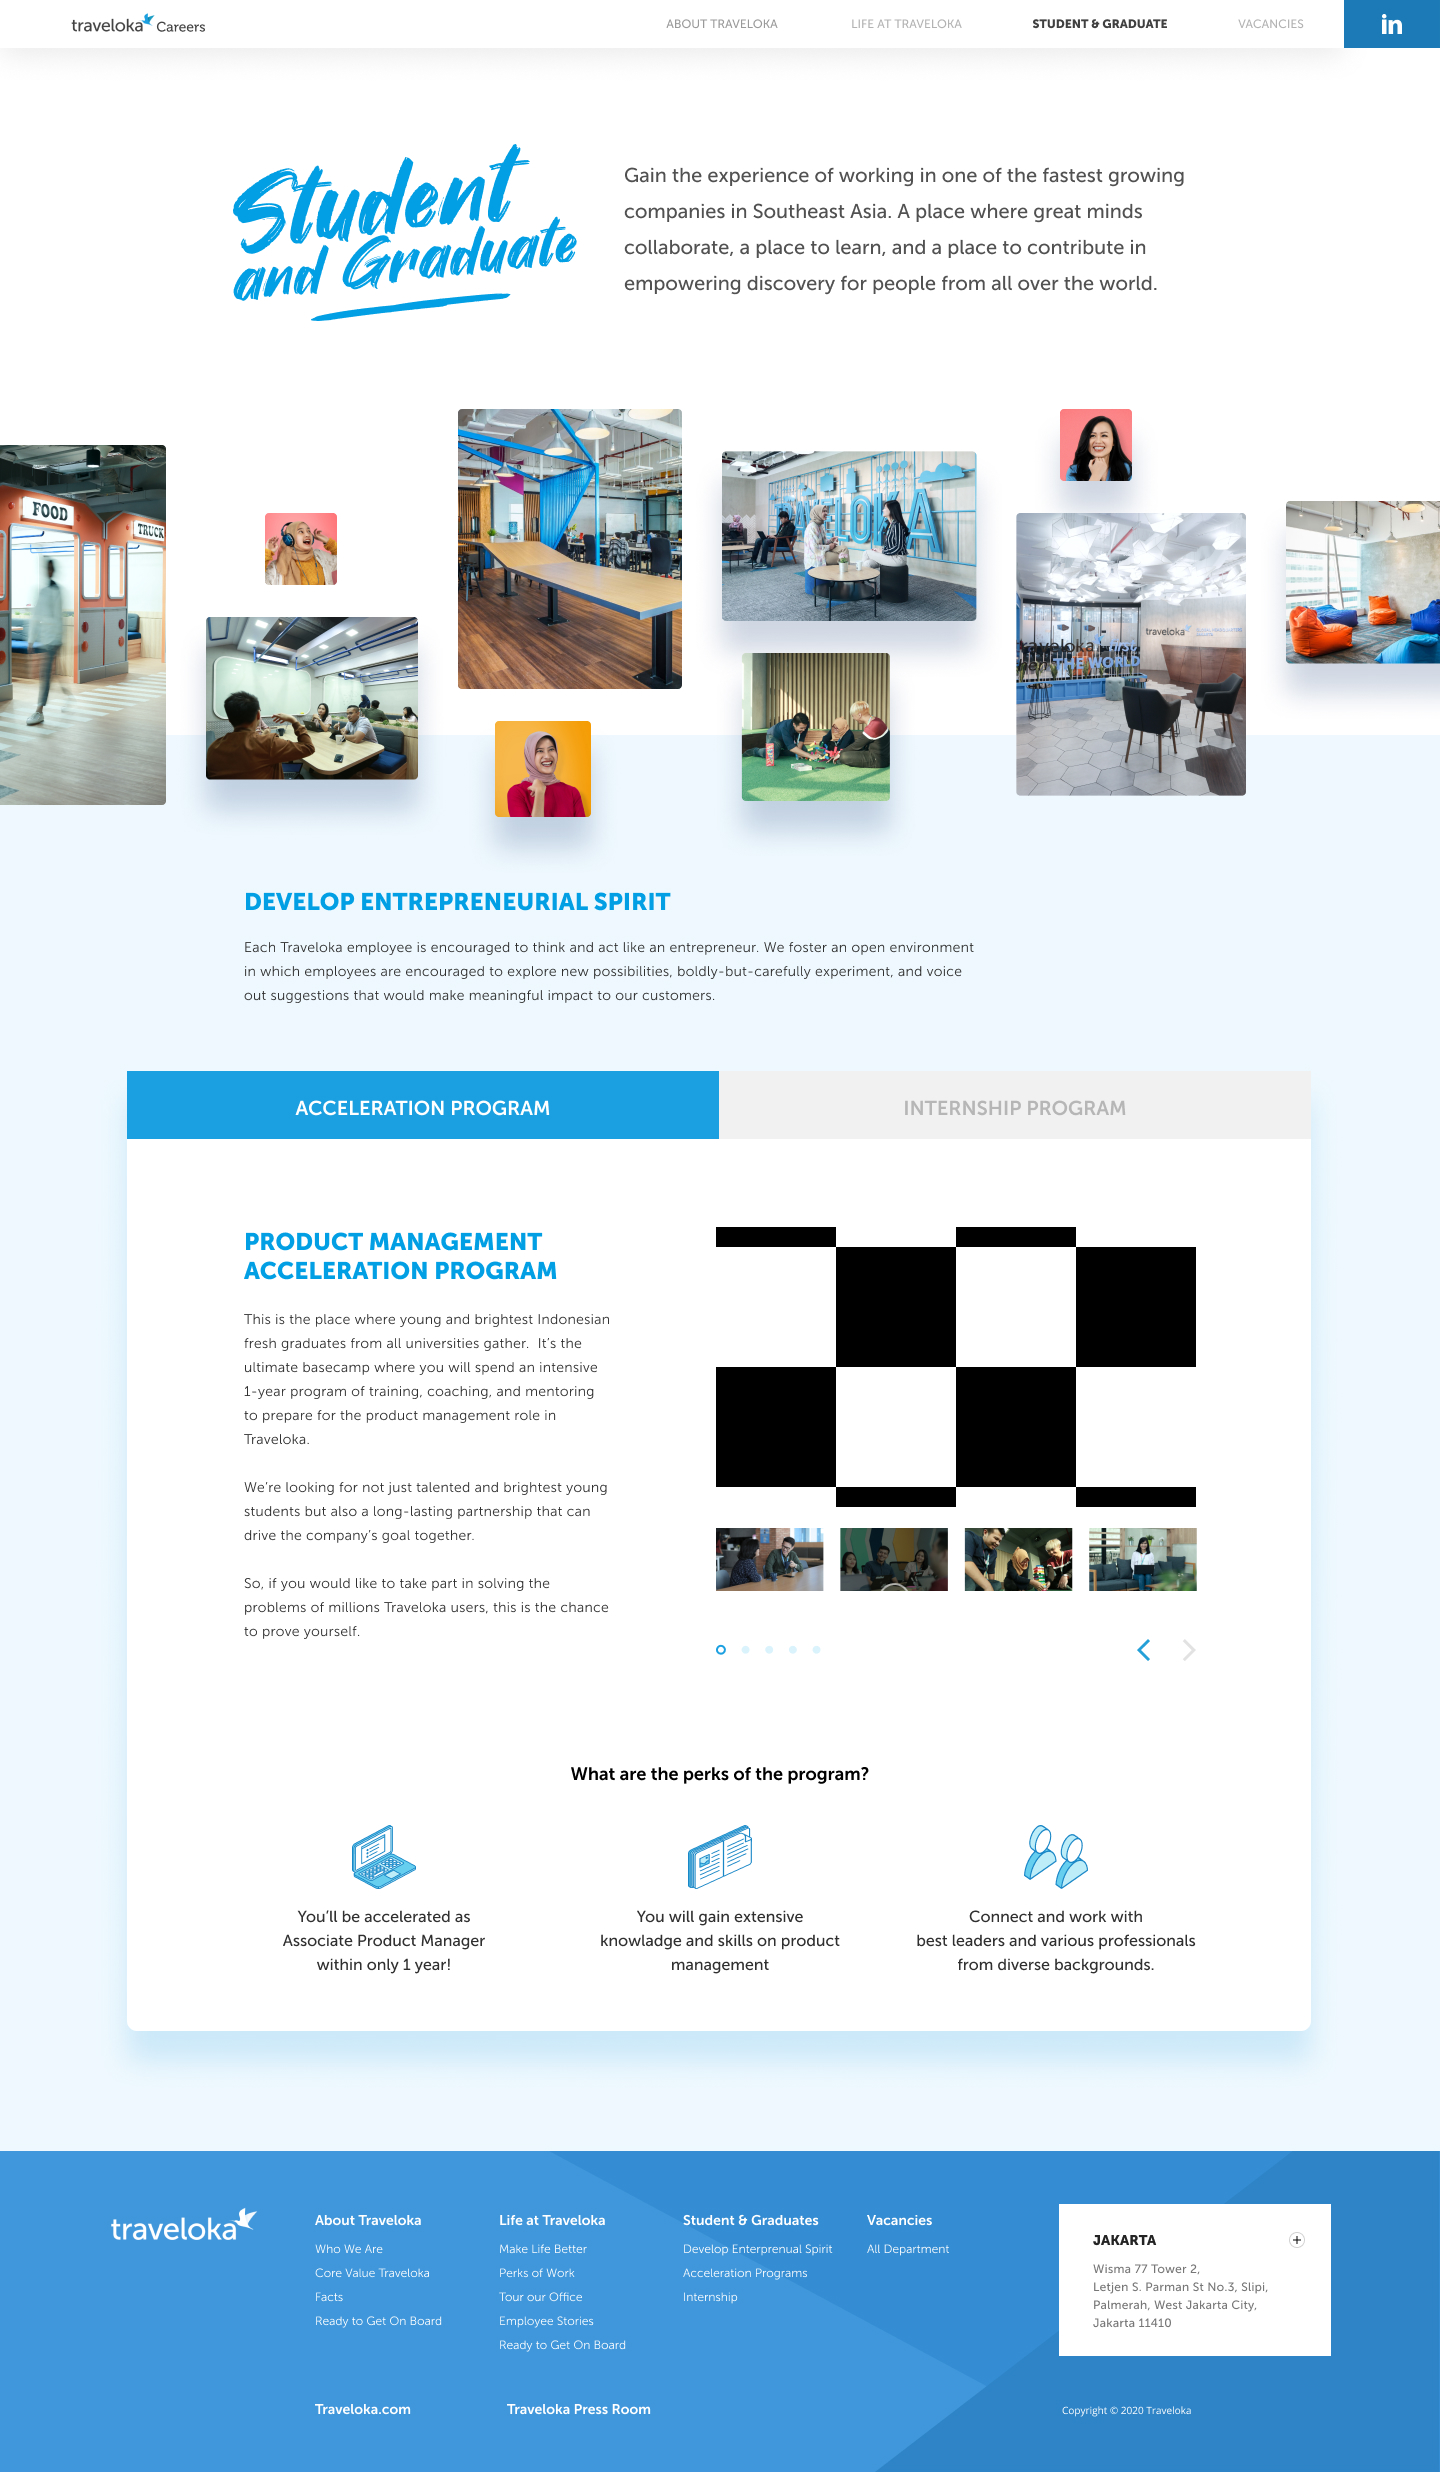 traveloka Careers
ABOUT TRAVELOKA
LIFE AT TRAVELOKA
STUDENT & GRADUATE
VACANCIES
in
Student
and Graduate
Gain the experience of working in one of the fastest growing
companies in Southeast Asia. A place where great minds
collaborate, a place to learn, and a place to contribute in
empowering discovery for people from all over the world.
FOOD
TRUCK
TRAVELOKA
traveloka
traveloka
THE WORLD
DEVELOP ENTREPRENEURIAL SPIRIT
Each Traveloka employee is encouraged to think and act like an entrepreneur. We foster an open environment
in which employees are encouraged to explore new possibilities, boldly-but-carefully experiment, and voice
out suggestions that would make meaningful impact to our customers.
ACCELERATION PROGRAM
INTERNSHIP PROGRAM
PRODUCT MANAGEMENT
ACCELERATION PROGRAM
This is the place where young and brightest Indonesian
fresh graduates from all universities gather. It's the
ultimate basecamp where you will spend an intensive
1-year program of training, coaching, and mentoring
to prepare for the product management role in
Traveloka.
We're looking for not just talented and brightest young
students but also a long-lasting partnership that can
drive the company's goal together.
So, if you would like to take part in solving the
problems of millions Traveloka users, this is the chance
to prove yourself.
What are the perks of the program?
You'll be accelerated as
Associate Product Manager
within only 1 year!
You will gain extensive
knowladge and skills on product
management
Connect and work with
best leaders and various professionals
from diverse backgrounds.
traveloka
About Traveloka
Who We Are
Core Value Traveloka
Facts
Ready to Get On Board
Life at Traveloka
Make Life Better
Perks of Work
Tour our Office
Employee Stories
Ready to Get On Board
Student & Graduates
Develop Enterprenual Spirit
Acceleration Programs
Internship
Vacancies
All Department
JAKARTA
Wisma 77 Tower 2,
Letjen S. Parman St No.3, Slipi,
Palmerah, West Jakarta City,
Jakarta 11410
Traveloka.com
Traveloka Press Room
Copyright © 2020 Traveloka